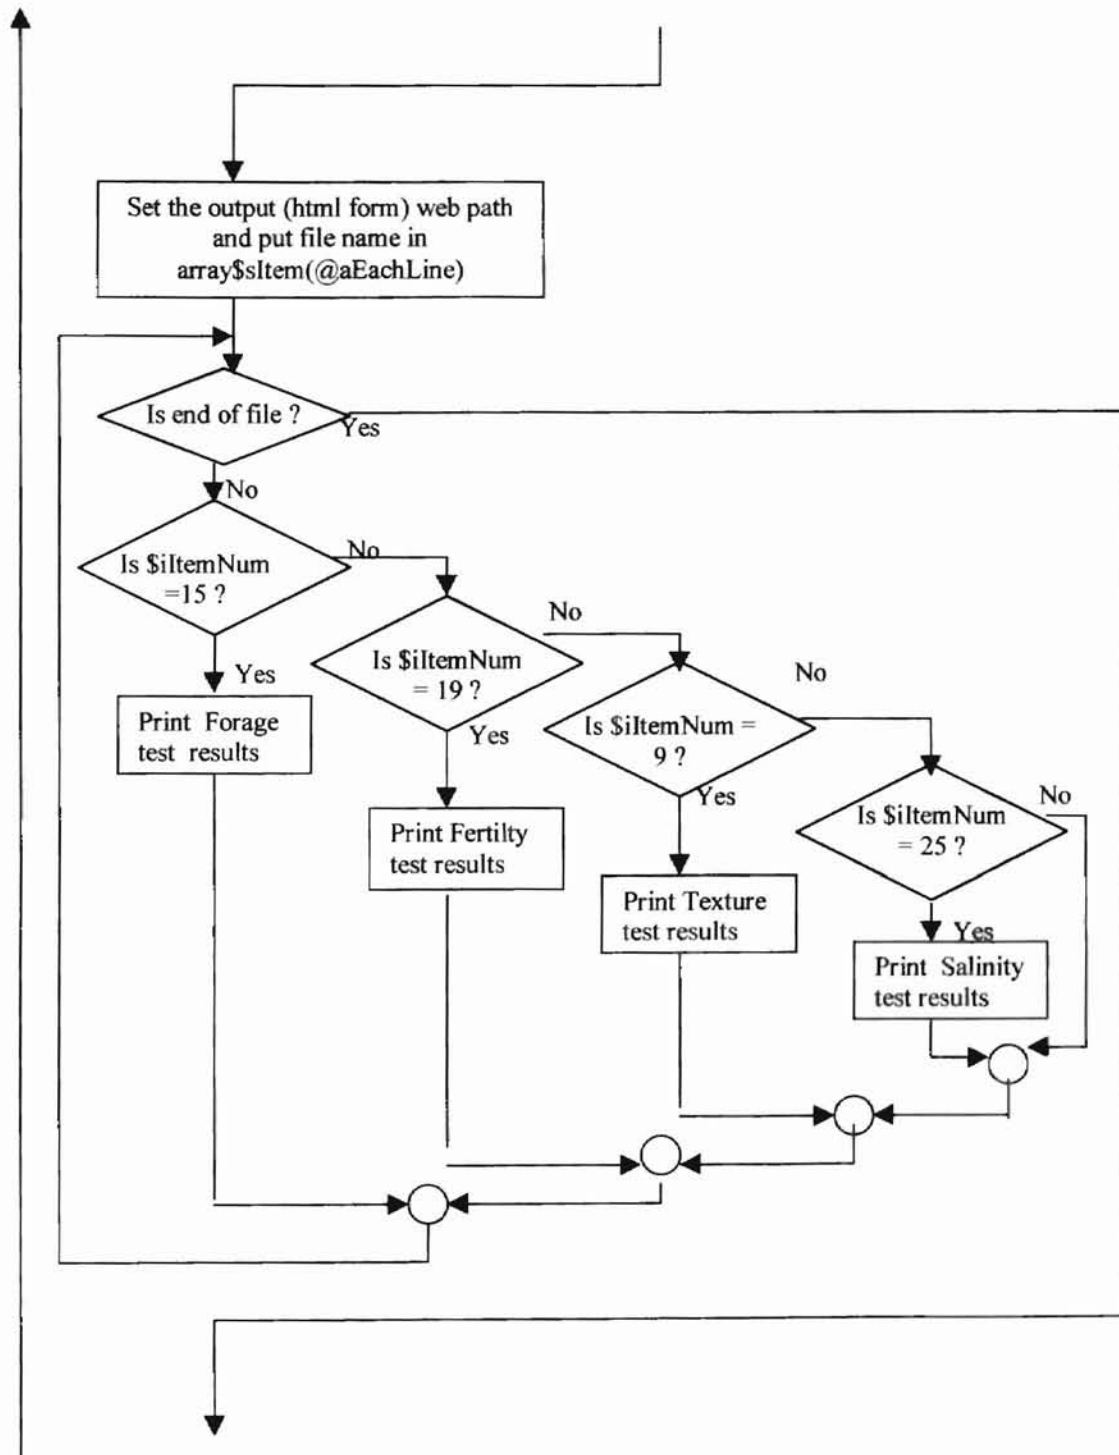 Set the output (html form) web path
and put file name in
array$sItem(@aEachLine)
Is end of file ?
Yes
No
Is $iItemNum
=15 ?
No
Yes
Print Forage
test results
Is $iItemNum
= 19 ?
No
Yes
Print Fertilty
test results
Is $iItemNum =
9 ?
No
Yes
Print Texture
test results
Is $iItemNum
= 25 ?
No
Yes
Print Salinity
test results